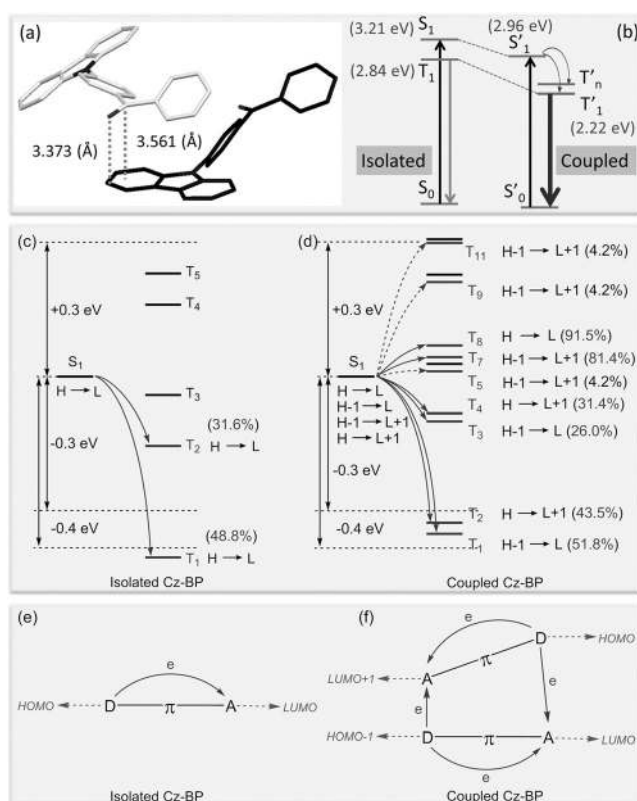 (a)
3.373 (Å)
3.561 (Å)
(b)
(3.21 eV) S₁
(2.96 eV)
S′₁
(2.84 eV) T₁
T′ₙ
T′₁
(2.22 eV)
Isolated
Coupled
S₀
S′₀
(c)
T₅
T₄
+0.3 eV
S₁
H → L
T₃
(31.6%)
T₂ H → L
-0.3 eV
-0.4 eV
(48.8%)
T₁ H → L
Isolated Cz-BP
(d)
T₁₁ H-1 → L+1 (4.2%)
+0.3 eV
T₉ H-1 → L+1 (4.2%)
T₈ H → L (91.5%)
S₁
T₇ H-1 → L+1 (81.4%)
H → L
T₅ H-1 → L+1 (4.2%)
H-1 → L
T₄ H → L+1 (31.4%)
H-1 → L+1
T₃ H-1 → L (26.0%)
H → L+1
-0.3 eV
T₂ H → L+1 (43.5%)
-0.4 eV
T₁ H-1 → L (51.8%)
Coupled Cz-BP
(e)
e
HOMO D π A LUMO
Isolated Cz-BP
(f)
e
D HOMO
π
LUMO+1 A
e
e
HOMO-1 D π A LUMO
e
Coupled Cz-BP